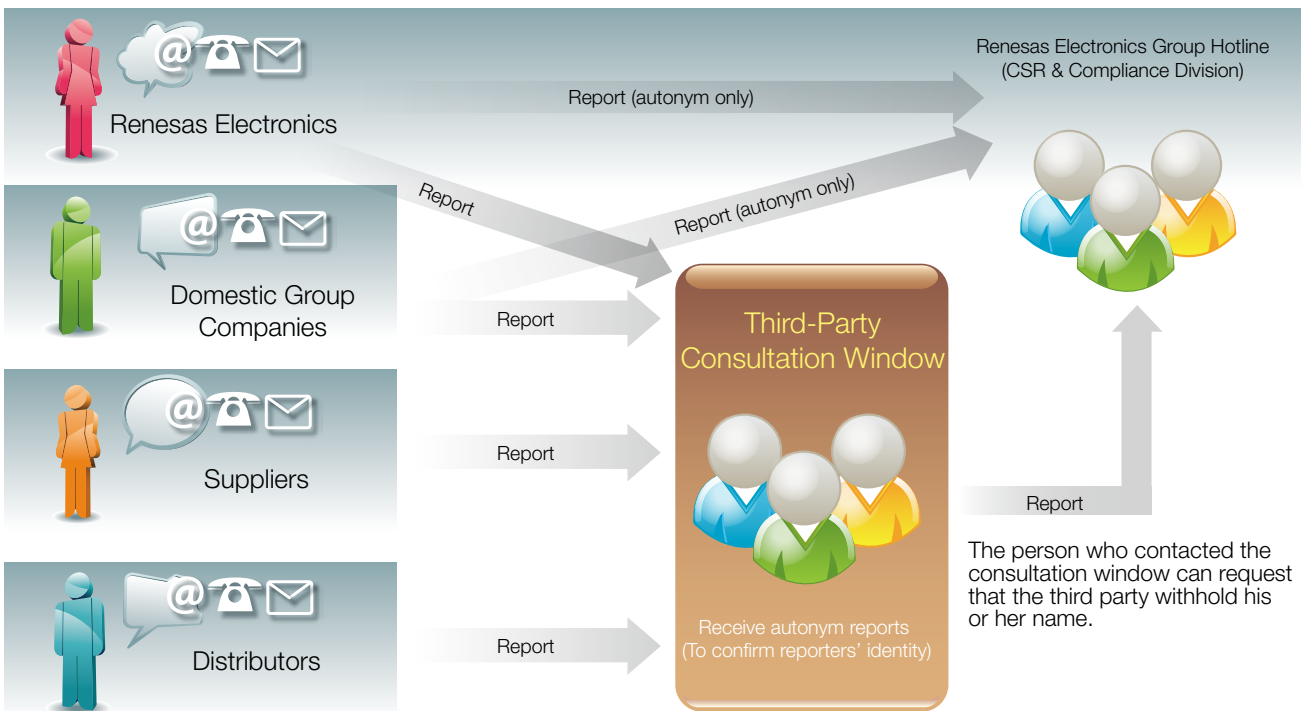 Renesas Electronics Group Hotline
(CSR & Compliance Division)
@
Renesas Electronics
Report (autonym only)
Report
Report (autonym only)
@
Domestic Group
Companies
Report
Third-Party
Consultation Window
@
Suppliers
Report
Report
The person who contacted the
consultation window can request
that the third party withhold his
or her name.
@
Distributors
Report
Receive autonym reports
(To confirm reporters’ identity)